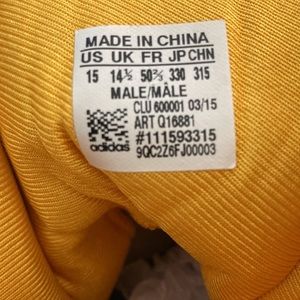 MADE IN CHINA
US UK FR JP CHN
15 14½ 50⅔ 330 315
MALE/MÂLE
CLU 600001 03/15
ART Q16881
#111593315
9QC2Z6FJ00003
adidas